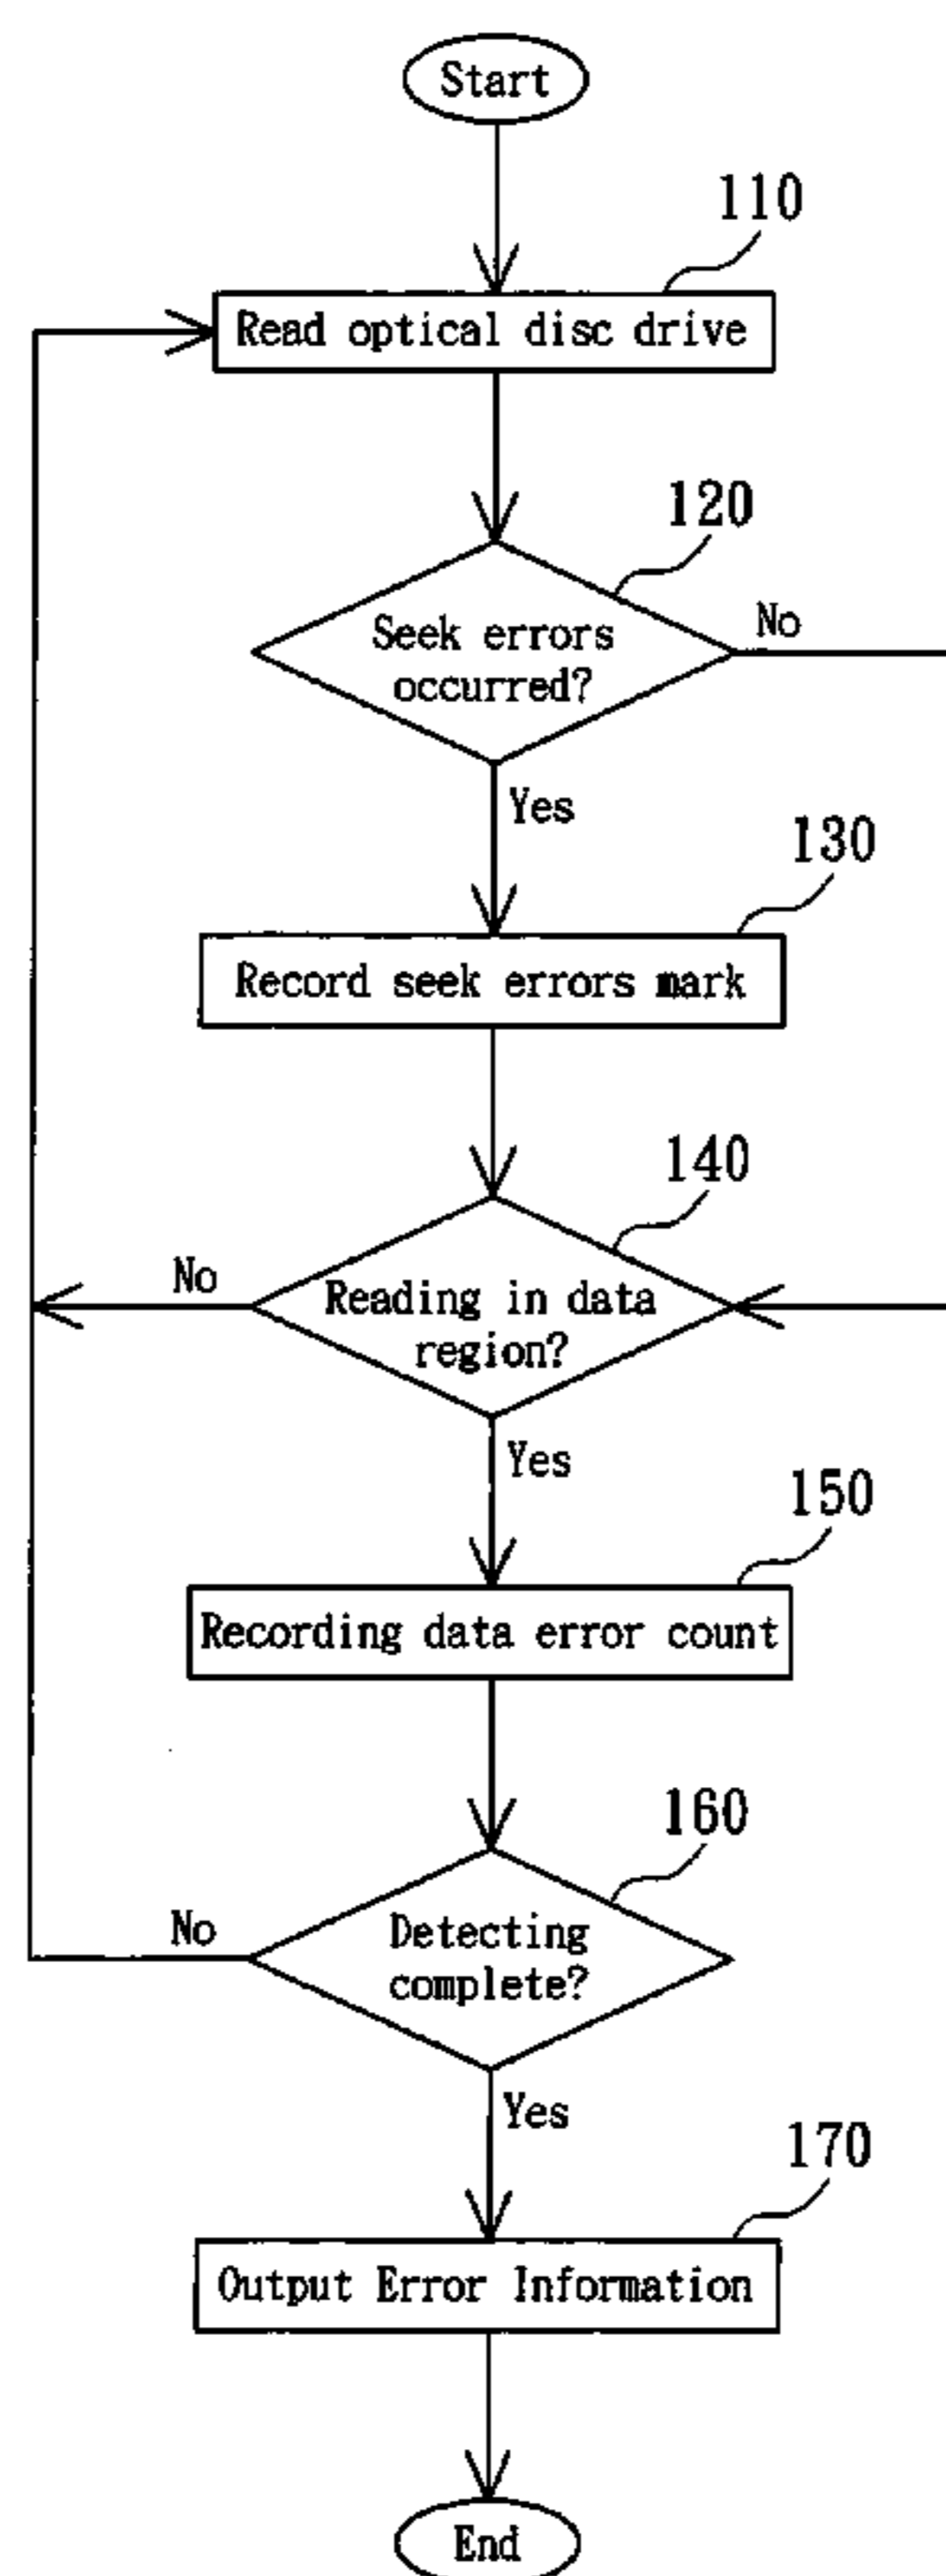 Start
110
Read optical disc drive
120
Seek errors
occurred?
No
Yes
130
Record seek errors mark
140
No
Reading in data
region?
Yes
150
Recording data error count
160
No
Detecting
complete?
Yes
170
Output Error Information
End